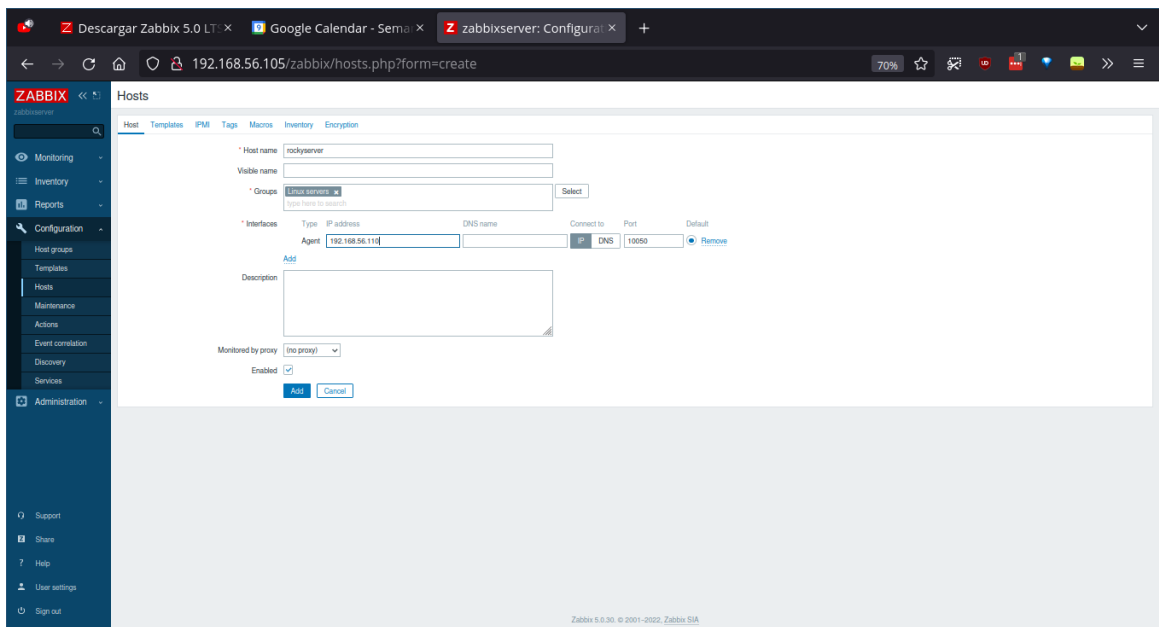 Descargar Zabbix 5.0 LTS
Google Calendar - Semar
zabbixserver: Configurat
192.168.56.105/zabbix/hosts.php?form=create
70%
1
ZABBIX
zabbixserver
Hosts
Host Templates IPMI Tags Macros Inventory Encryption
Monitoring
Inventory
Reports
Configuration
Host groups
Templates
Hosts
Maintenance
Actions
Event correlation
Discovery
Services
Administration
Support
Share
Help
User settings
Sign out
* Host name rockyserver
Visible name
* Groups Linux servers Select
type here to search
* Interfaces Type IP address DNS name Connect to Port Default
Agent 192.168.56.110 IP DNS 10050 Remove
Add
Description
Monitored by proxy (no proxy)
Enabled
Add Cancel
Zabbix 5.0.30. © 2001–2022, Zabbix SIA